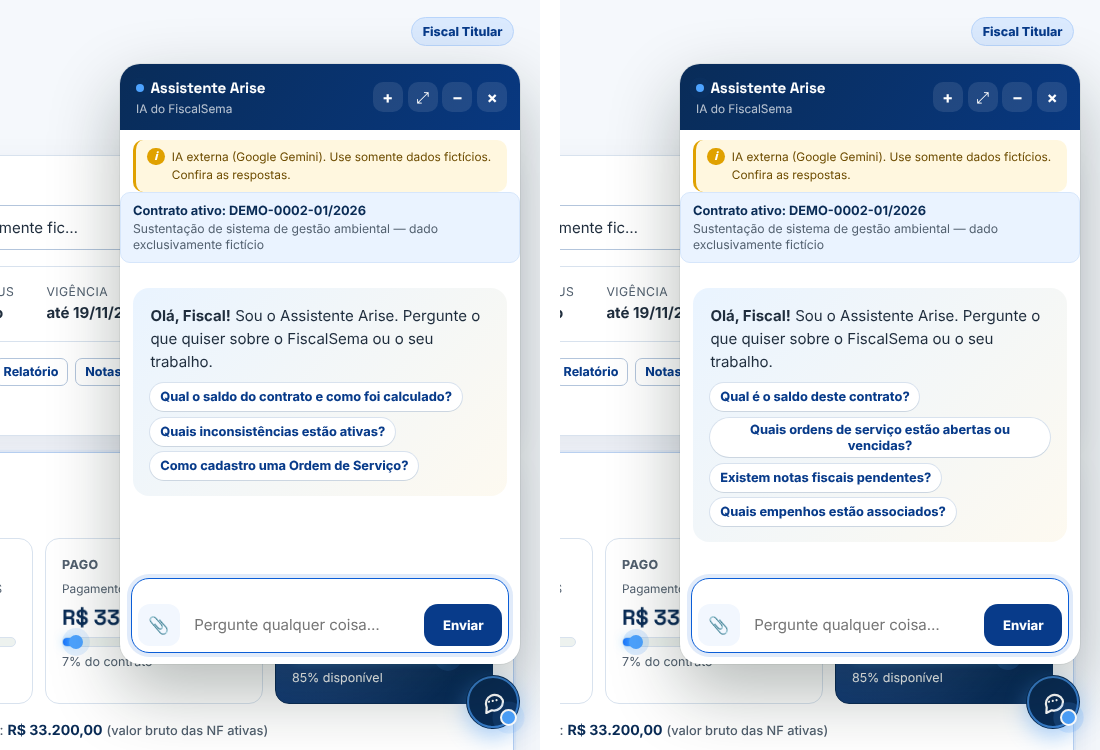 Fiscal Titular
Assistente Arise
IA do FiscalSema
IA externa (Google Gemini). Use somente dados fictícios.
Confira as respostas.
Contrato ativo: DEMO-0002-01/2026
Sustentação de sistema de gestão ambiental — dado
exclusivamente fictício
mente fic...
US
VIGÊNCIA
até 19/11/2
Relatório
Notas
Olá, Fiscal! Sou o Assistente Arise. Pergunte o
que quiser sobre o FiscalSema ou o seu
trabalho.
Qual o saldo do contrato e como foi calculado?
Quais inconsistências estão ativas?
Como cadastro uma Ordem de Serviço?
PAGO
Pagamento
R$ 33
7% do contrato
Pergunte qualquer coisa...
Enviar
85% disponível
: R$ 33.200,00 (valor bruto das NF ativas)
Fiscal Titular
Assistente Arise
IA do FiscalSema
IA externa (Google Gemini). Use somente dados fictícios.
Confira as respostas.
Contrato ativo: DEMO-0002-01/2026
Sustentação de sistema de gestão ambiental — dado
exclusivamente fictício
mente fic...
US
VIGÊNCIA
até 19/11/2
Relatório
Notas
Olá, Fiscal! Sou o Assistente Arise. Pergunte o
que quiser sobre o FiscalSema ou o seu
trabalho.
Qual é o saldo deste contrato?
Quais ordens de serviço estão abertas ou
vencidas?
Existem notas fiscais pendentes?
Quais empenhos estão associados?
PAGO
Pagamento
R$ 33
7% do contrato
Pergunte qualquer coisa...
Enviar
85% disponível
: R$ 33.200,00 (valor bruto das NF ativas)